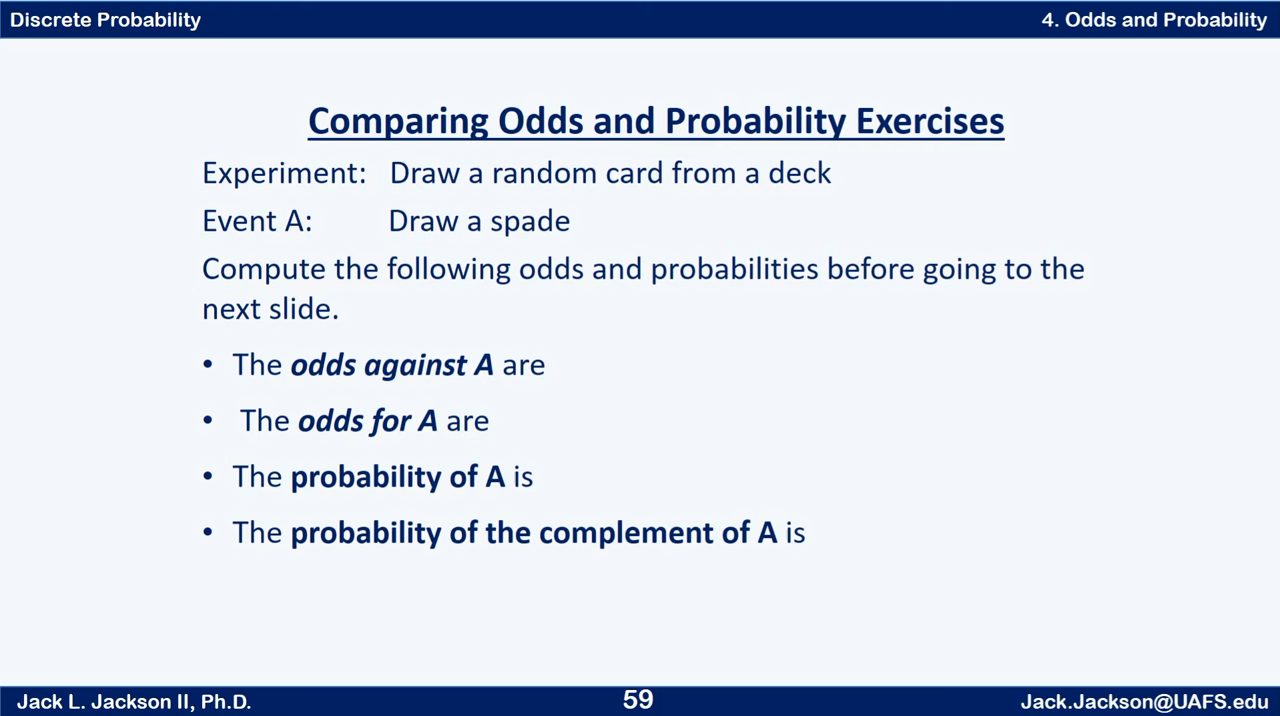 Discrete Probability
4. Odds and Probability
Comparing Odds and Probability Exercises
Experiment: Draw a random card from a deck
Event A: Draw a spade
Compute the following odds and probabilities before going to the
next slide.
• The odds against A are
• The odds for A are
• The probability of A is
• The probability of the complement of A is
Jack L. Jackson II, Ph.D.
59
Jack.Jackson@UAFS.edu